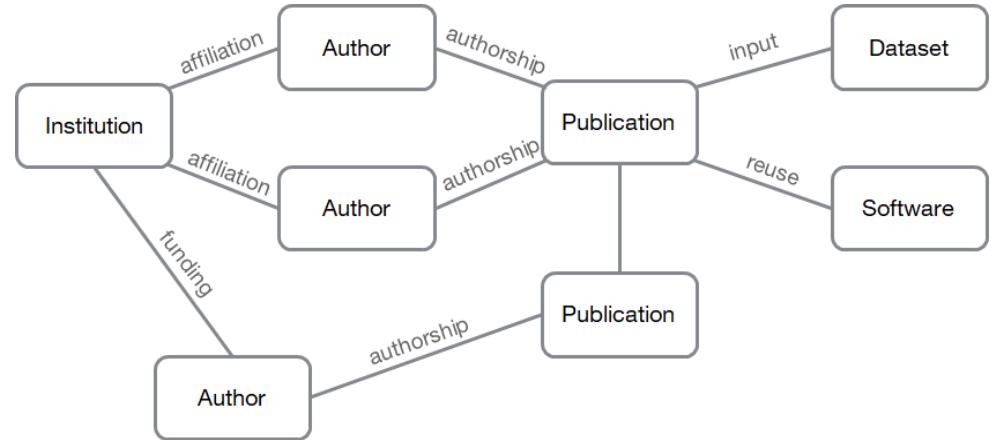 affiliation
Author
authorship
input
Dataset
Institution
Publication
affiliation
Author
authorship
reuse
Software
funding
authorship
Publication
Author